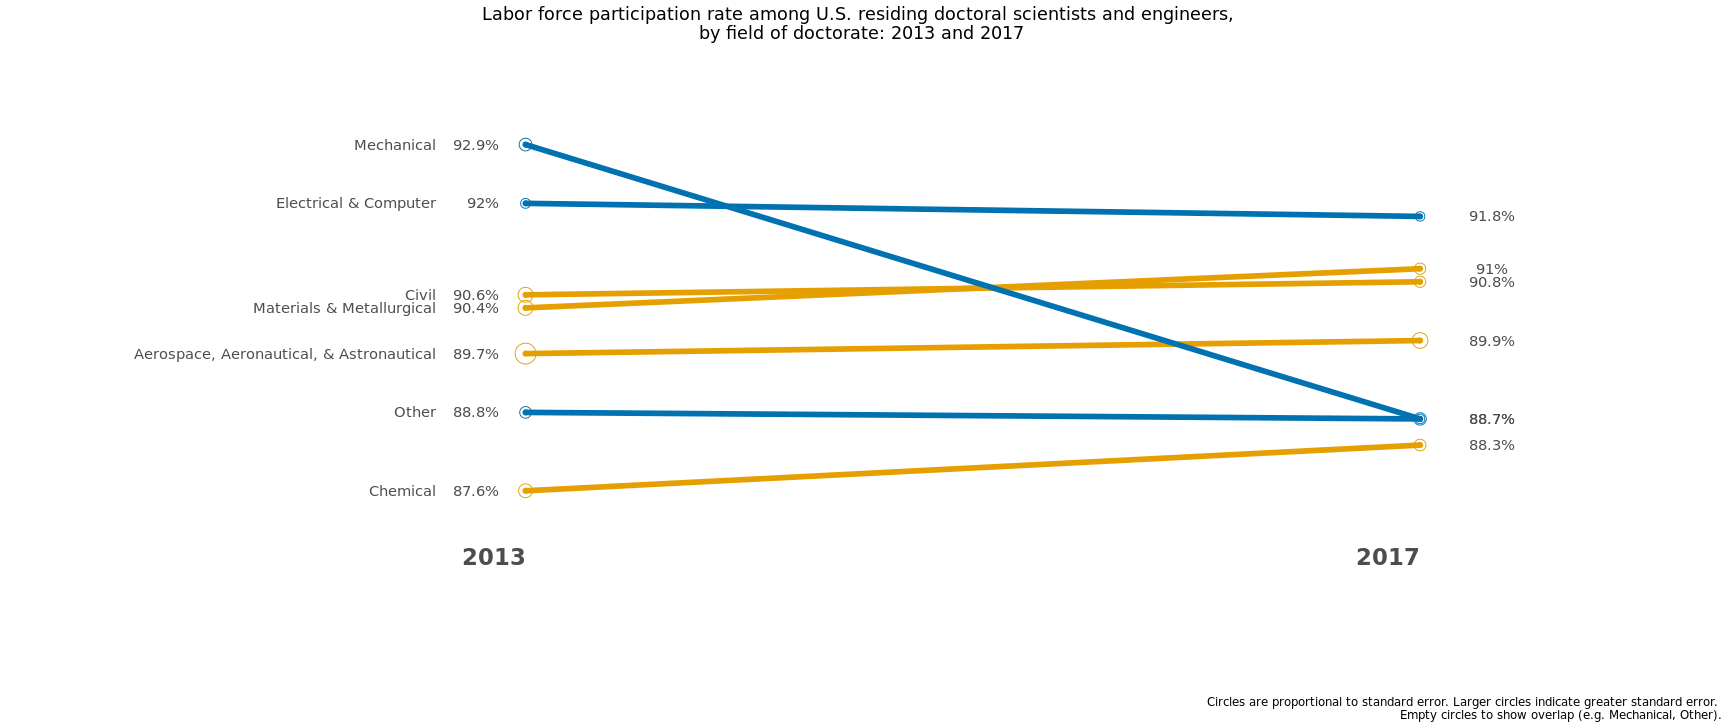 Labor force participation rate among U.S. residing doctoral scientists and engineers,
by field of doctorate: 2013 and 2017
Mechanical 92.9%
Electrical & Computer 92%
91.8%
91%
90.8%
Civil 90.6%
Materials & Metallurgical 90.4%
89.9%
Aerospace, Aeronautical, & Astronautical 89.7%
Other 88.8%
88.7%
88.3%
Chemical 87.6%
2013 2017
Circles are proportional to standard error. Larger circles indicate greater standard error.
Empty circles to show overlap (e.g. Mechanical, Other).